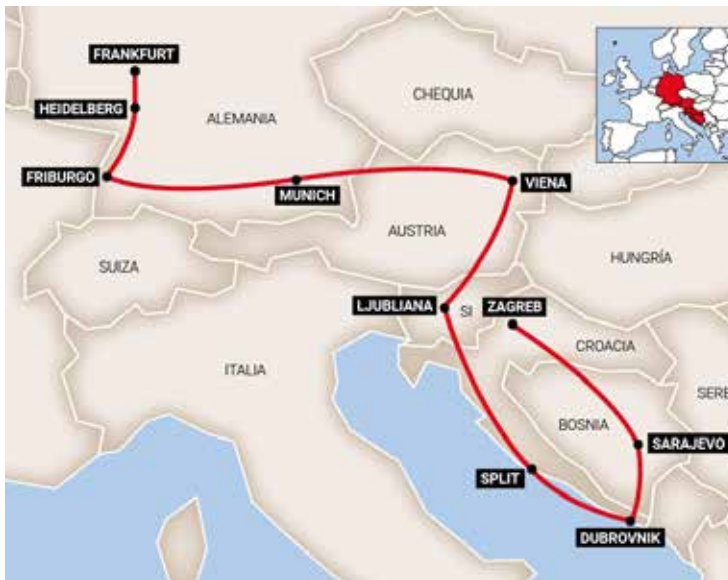 FRANKFURT
HEIDELBERG
ALEMANIA
CHEQUIA
FRIBURGO
MUNICH
VIENA
AUSTRIA
SUIZA
HUNGRÍA
LJUBLIANA
SI
ZAGREB
CROACIA
ITALIA
SERB
BOSNIA
SARAJEVO
SPLIT
DUBROVNIK